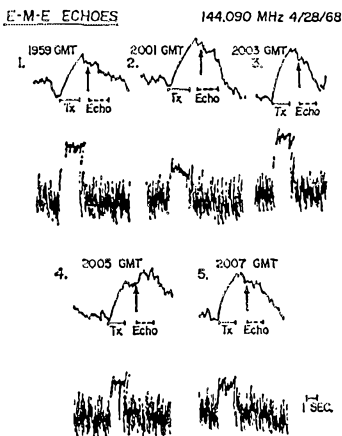 E-M-E ECHOES 144.090 MHz 4/28/68
1. 1959 GMT
Tx Echo
2. 2001 GMT
Tx Echo
2003 GMT 3.
Tx Echo
4. 2005 GMT
Tx Echo
5. 2007 GMT
Tx Echo
1 SEC.